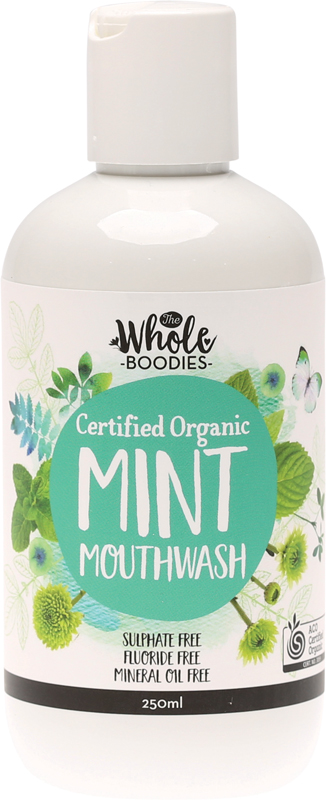 The
Whole
-BOODIES-
Certified Organic
MINT
MOUTHWASH
SULPHATE FREE
FLUORIDE FREE
MINERAL OIL FREE
ACO
Certified
Organic
250ml